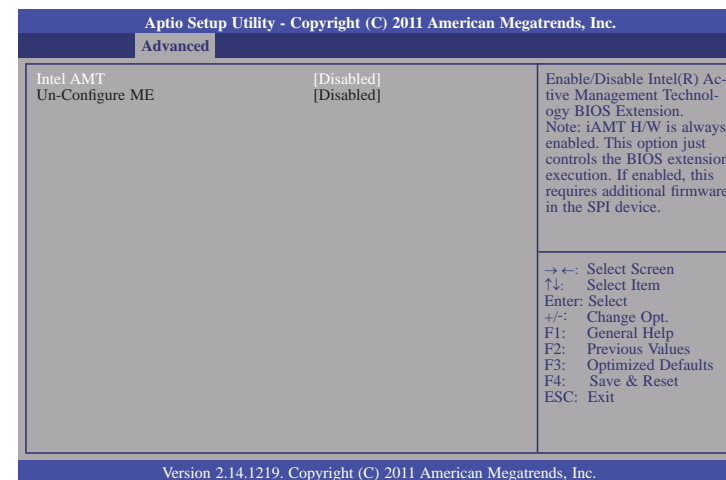 Aptio Setup Utility - Copyright (C) 2011 American Megatrends, Inc.
Advanced
Intel AMT [Disabled]
Un-Configure ME [Disabled]
Enable/Disable Intel(R) Ac-
tive Management Technol-
ogy BIOS Extension.
Note: iAMT H/W is always
enabled. This option just
controls the BIOS extension
execution. If enabled, this
requires additional firmware
in the SPI device.
→ ←: Select Screen
↑↓: Select Item
Enter: Select
+/-: Change Opt.
F1: General Help
F2: Previous Values
F3: Optimized Defaults
F4: Save & Reset
ESC: Exit
Version 2.14.1219. Copyright (C) 2011 American Megatrends, Inc.